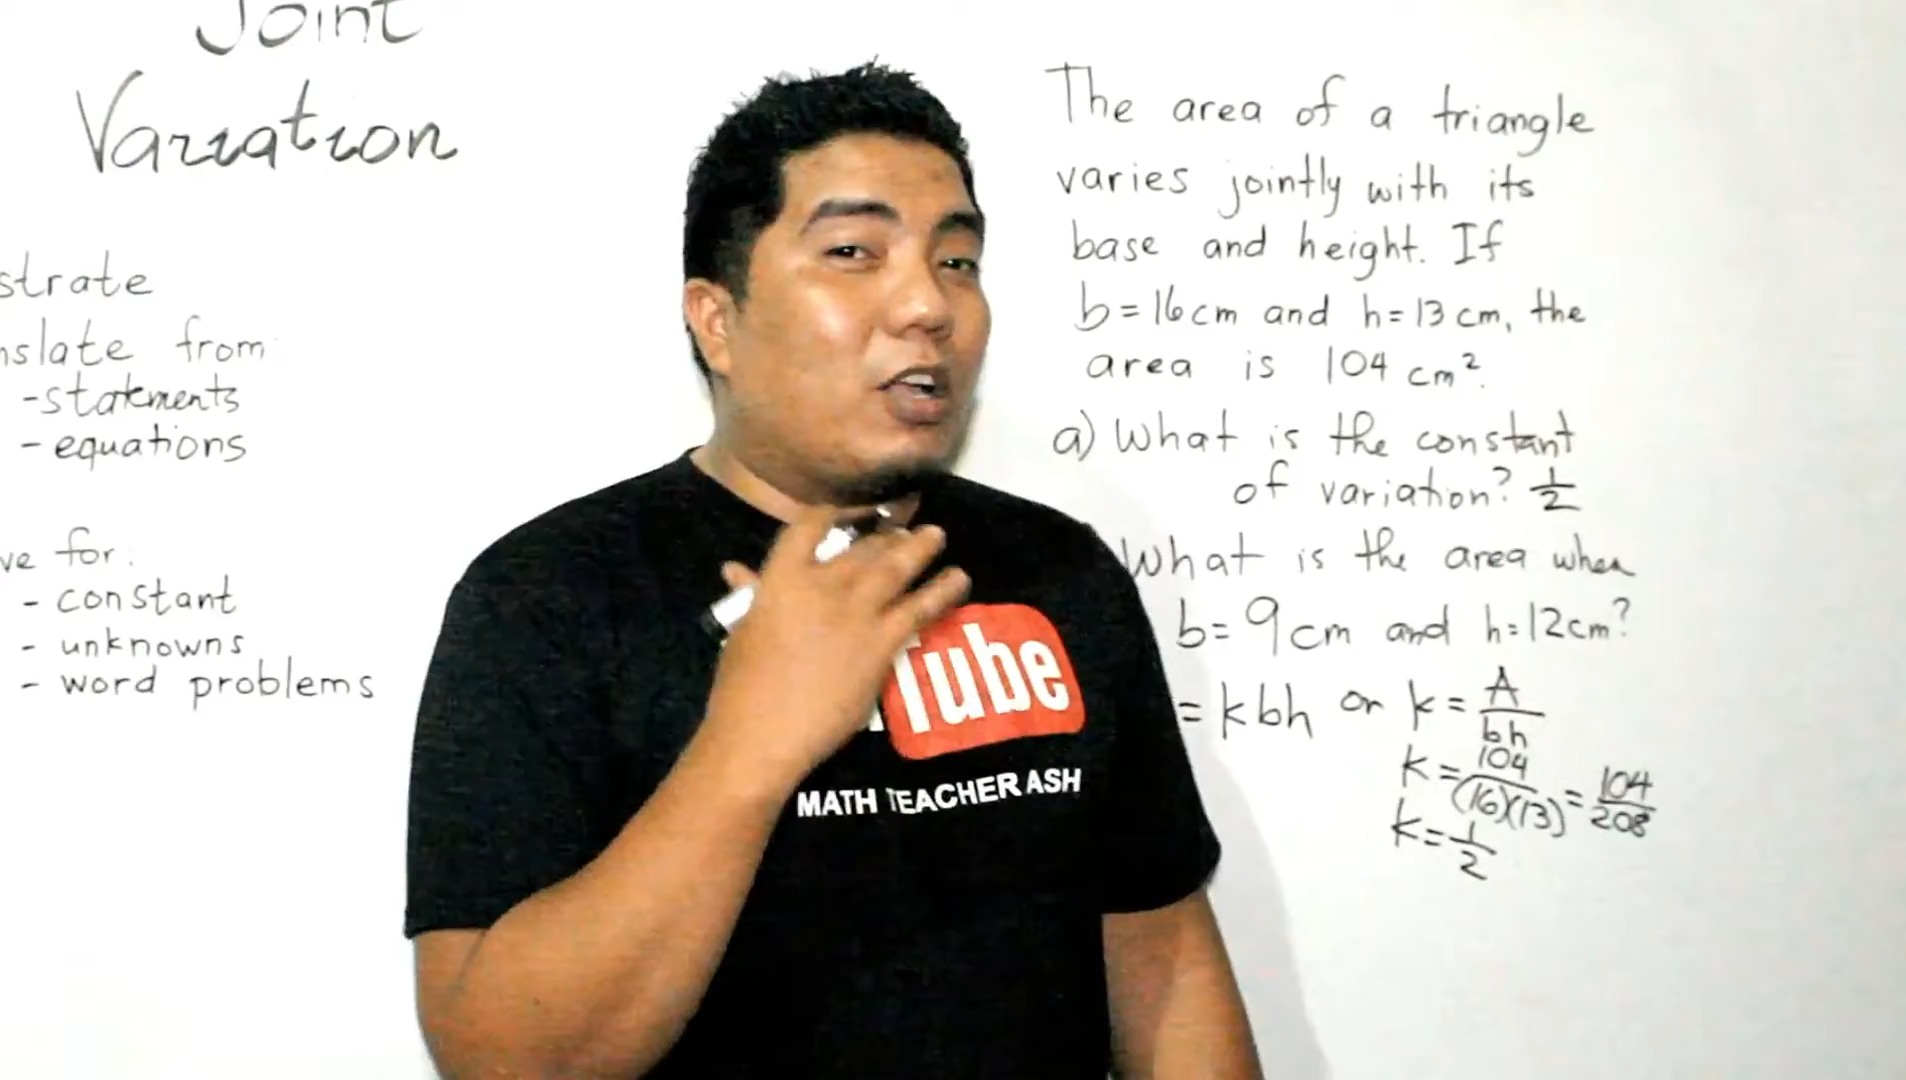 Joint
Variation
strate
nslate from
-statements
- equations
ve for:
- constant
- unknowns
- word problems
The area of a triangle
varies jointly with its
base and height. If
b=16cm and h=13cm, the
area is 104 cm².
a) What is the constant
of variation? 1/2
What is the area when
b=9cm and h=12cm?
= kbh or k = A/bh
k = 104/(16)(13) = 104/208
k = 1/2
Tube
MATH TEACHER ASH